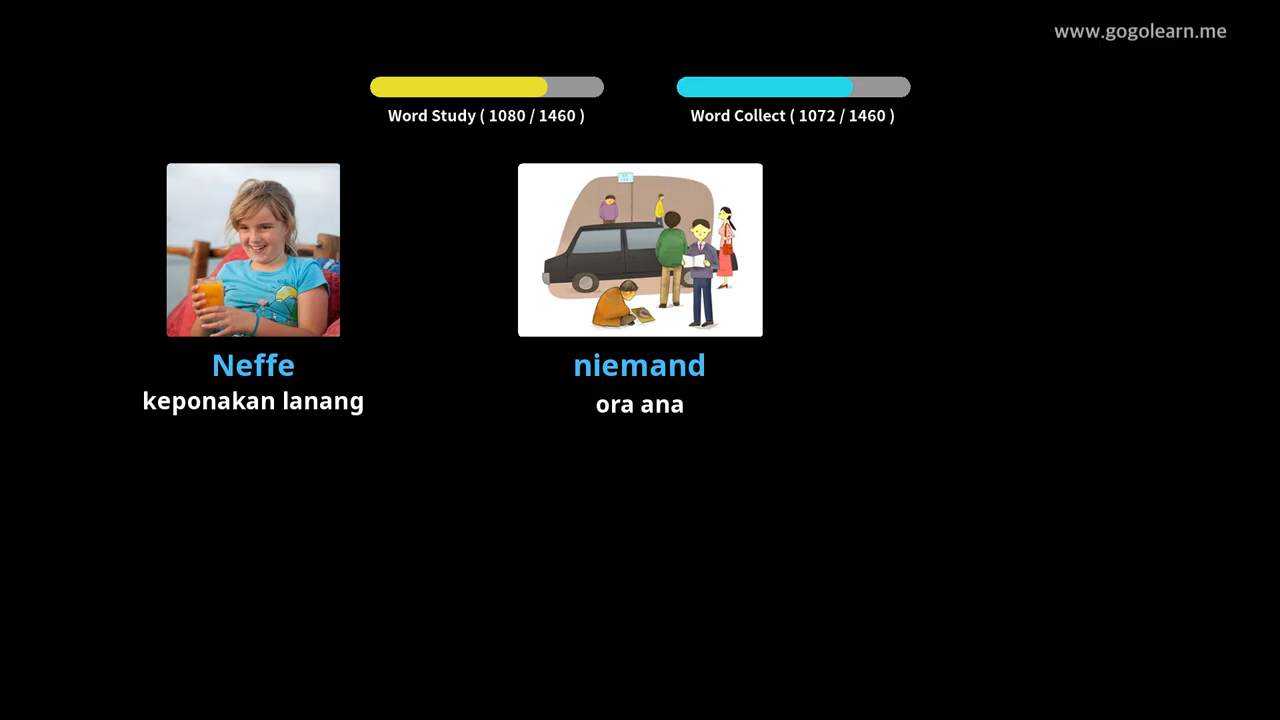 www.gogolearn.me
Word Study ( 1080 / 1460 )
Word Collect ( 1072 / 1460 )
Neffe
keponakan lanang
niemand
ora ana